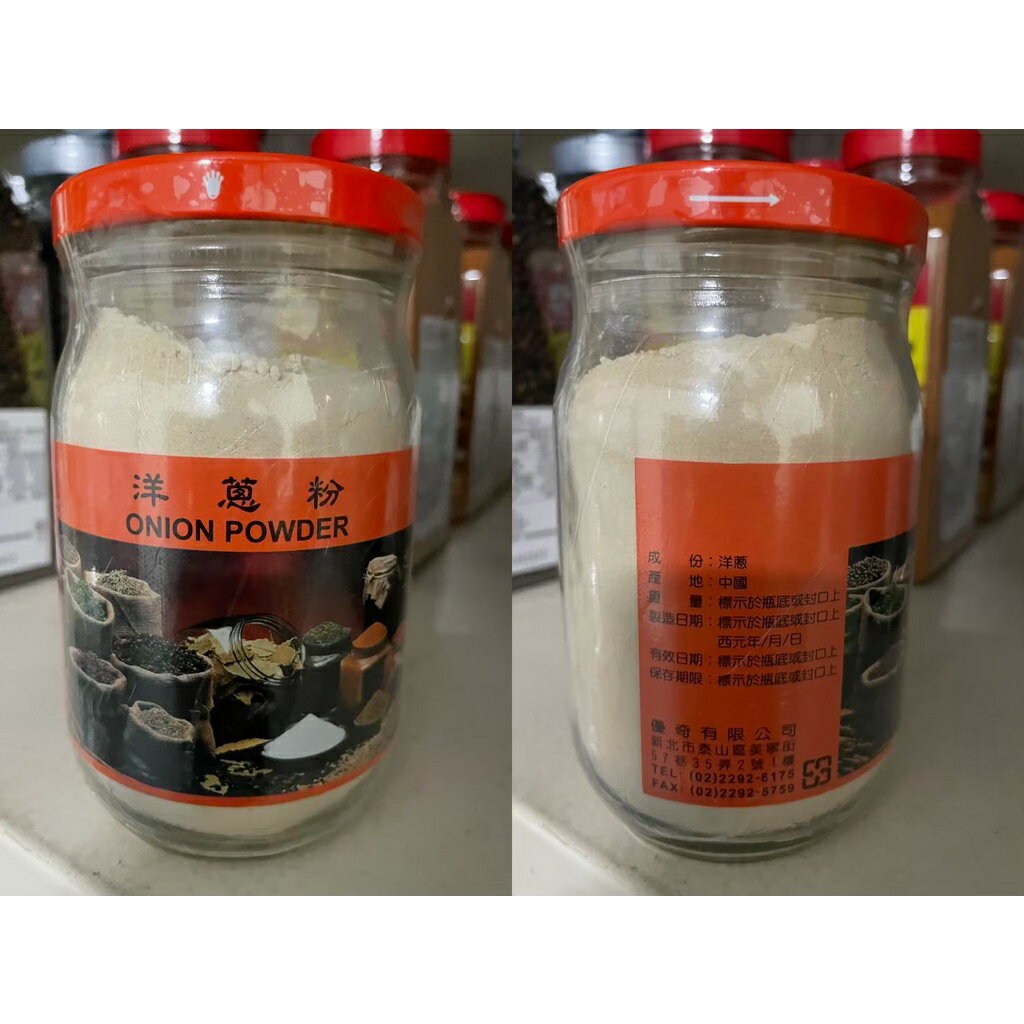 洋蔥粉
ONION POWDER
成份：洋蔥
產地：中國
重量：標示於瓶底或封口上
製造日期：標示於瓶底或封口上
西元年/月/日
有效日期：標示於瓶底或封口上
保存期限：標示於瓶底或封口上
優奇有限公司
新北市泰山區美寧街
57巷35弄2號1樓
TEL: (02)2292-8175
FAX: (02)2292-5759